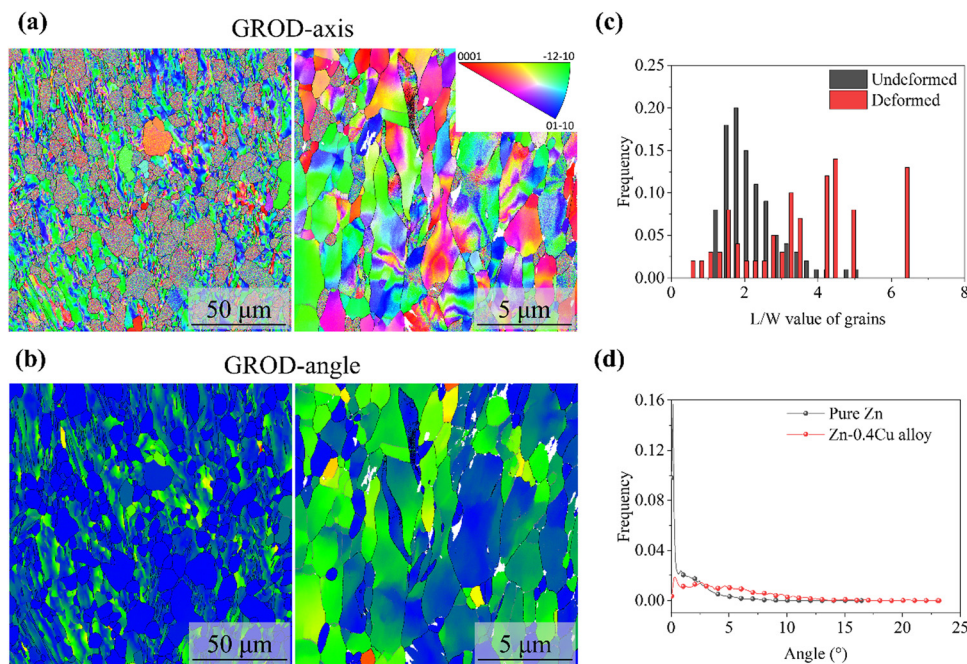 (a)
GROD-axis
0001
-12-10
01-10
50 μm
5 μm
(b)
GROD-angle
50 μm
5 μm
(c)
Undeformed
Deformed
Frequency
0.25
0.20
0.15
0.10
0.05
0.00
0 2 4 6 8
L/W value of grains
(d)
Pure Zn
Zn-0.4Cu alloy
Frequency
0.16
0.12
0.08
0.04
0.00
0 5 10 15 20 25
Angle (°)